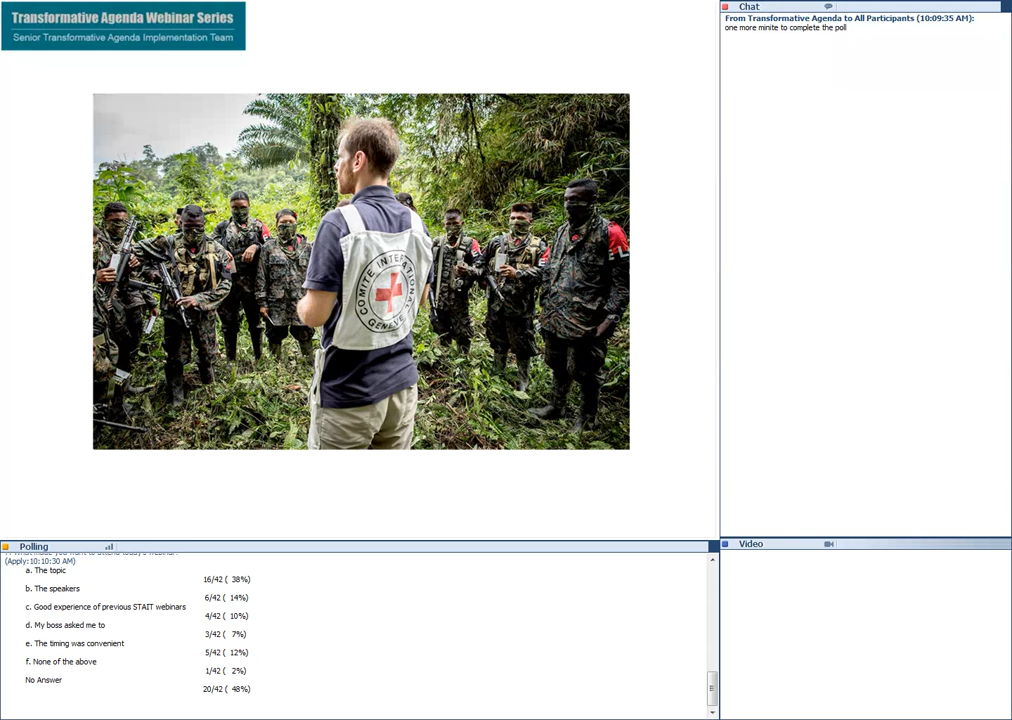 Transformative Agenda Webinar Series
Senior Transformative Agenda Implementation Team
COMITE INTERNATIONAL
GENEVE
Chat
From Transformative Agenda to All Participants (10:09:35 AM):
one more minite to complete the poll
Polling
(Apply:10:10:30 AM)
a. The topic
16/42 ( 38%)
b. The speakers
6/42 ( 14%)
c. Good experience of previous STAIT webinars
4/42 ( 10%)
d. My boss asked me to
3/42 ( 7%)
e. The timing was convenient
5/42 ( 12%)
f. None of the above
1/42 ( 2%)
No Answer
20/42 ( 48%)
Video